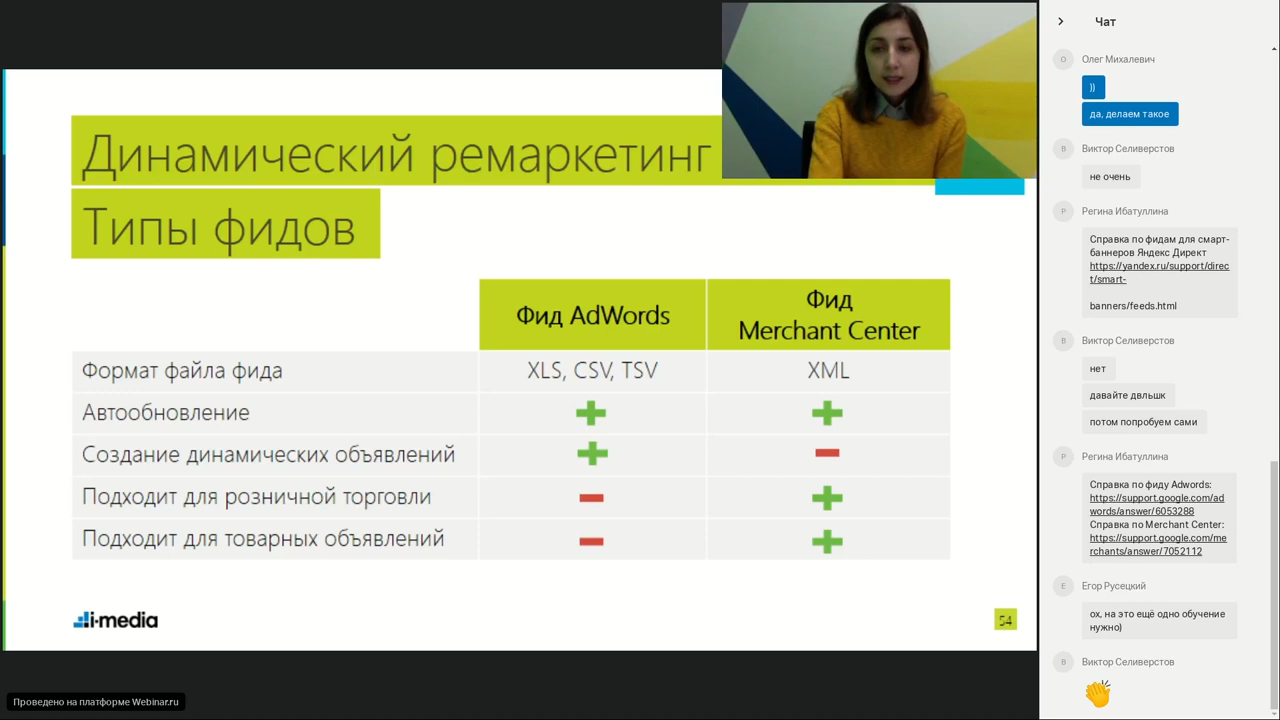 Динамический ремаркетинг
Типы фидов
Фид AdWords
Фид
Merchant Center
Формат файла фида
XLS, CSV, TSV
XML
Автообновление
Создание динамических объявлений
Подходит для розничной торговли
Подходит для товарных объявлений
i-media
54
Проведено на платформе Webinar.ru
Чат
О
Олег Михалевич
))
да, делаем такое
В
Виктор Селиверстов
не очень
Р
Регина Ибатуллина
Справка по фидам для смарт-
баннеров Яндекс Директ
https://yandex.ru/support/direc
t/smart-
banners/feeds.html
В
Виктор Селиверстов
нет
давайте двльшк
потом попробуем сами
Р
Регина Ибатуллина
Справка по фиду Adwords:
https://support.google.com/ad
words/answer/6053288
Справка по Merchant Center:
https://support.google.com/me
rchants/answer/7052112
Е
Егор Русецкий
ох, на это ещё одно обучение
нужно)
В
Виктор Селиверстов